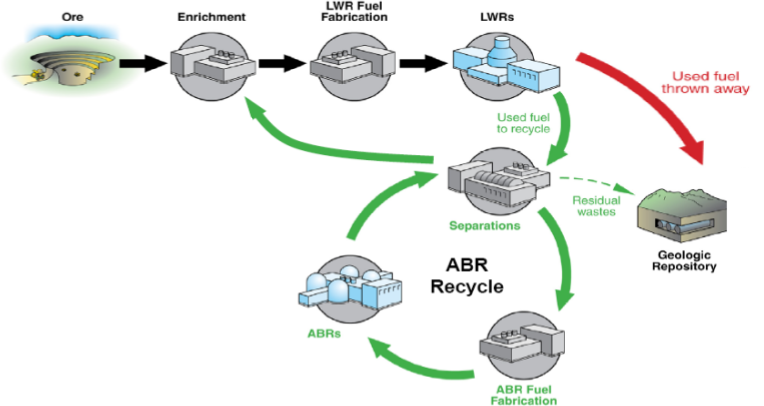 Ore
Enrichment
LWR Fuel
Fabrication
LWRs
Used fuel
thrown away
Used fuel
to recycle
Separations
Residual
wastes
Geologic
Repository
ABR
Recycle
ABRs
ABR Fuel
Fabrication